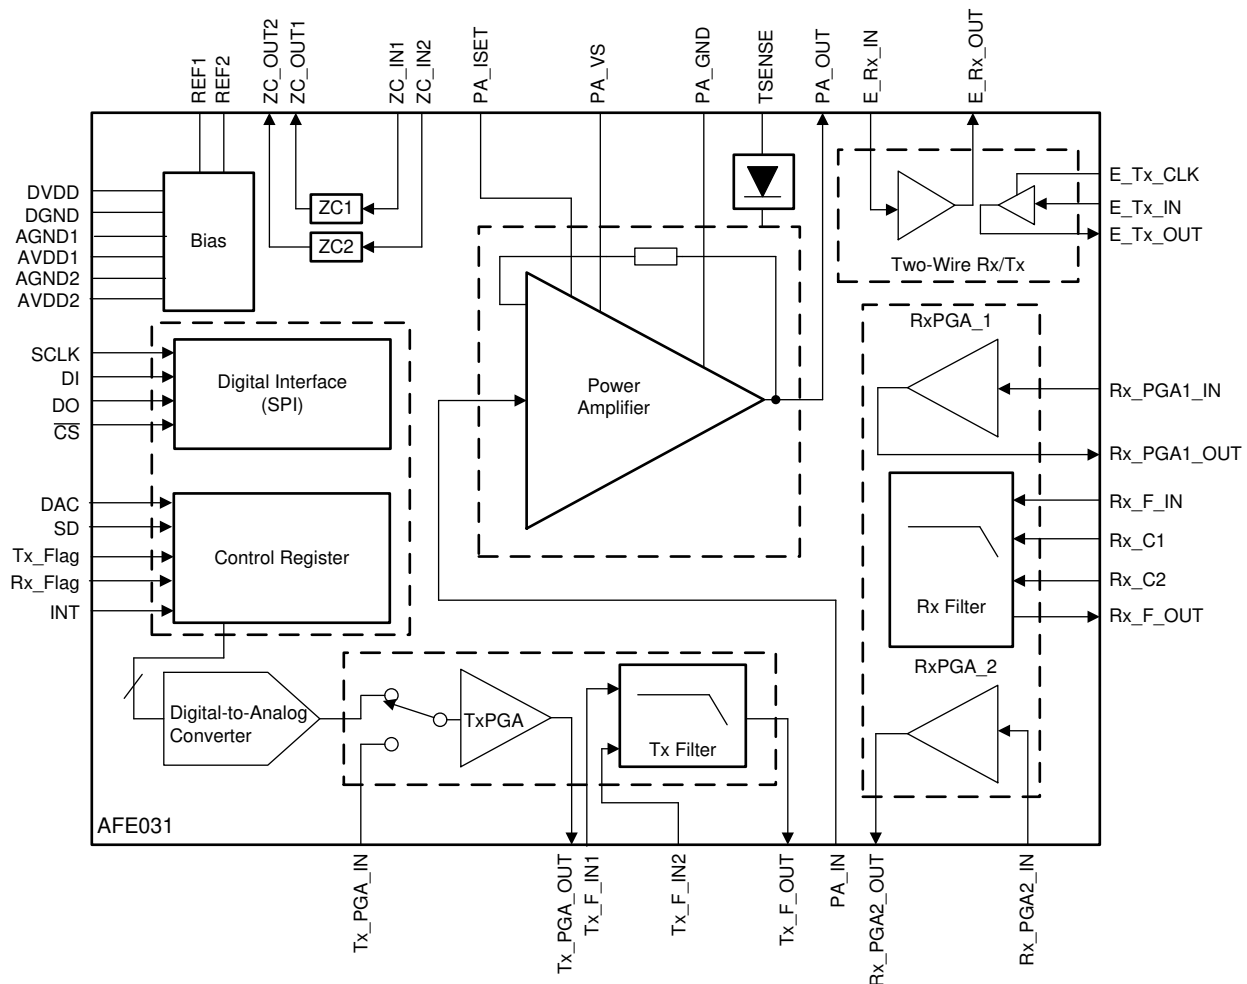 REF1
REF2
ZC_OUT2
ZC_OUT1
ZC_IN1
ZC_IN2
PA_ISET
PA_VS
PA_GND
TSENSE
PA_OUT
E_Rx_IN
E_Rx_OUT
DVDD
DGND
AGND1
AVDD1
AGND2
AVDD2
Bias
ZC1
ZC2
Two-Wire Rx/Tx
E_Tx_CLK
E_Tx_IN
E_Tx_OUT
SCLK
DI
DO
CS
Digital Interface
(SPI)
Power
Amplifier
RxPGA_1
Rx_PGA1_IN
Rx_PGA1_OUT
DAC
SD
Tx_Flag
Rx_Flag
INT
Control Register
Rx Filter
Rx_F_IN
Rx_C1
Rx_C2
Rx_F_OUT
Digital-to-Analog
Converter
TxPGA
Tx Filter
RxPGA_2
AFE031
Tx_PGA_IN
Tx_PGA_OUT
Tx_F_IN1
Tx_F_IN2
Tx_F_OUT
PA_IN
Rx_PGA2_OUT
Rx_PGA2_IN